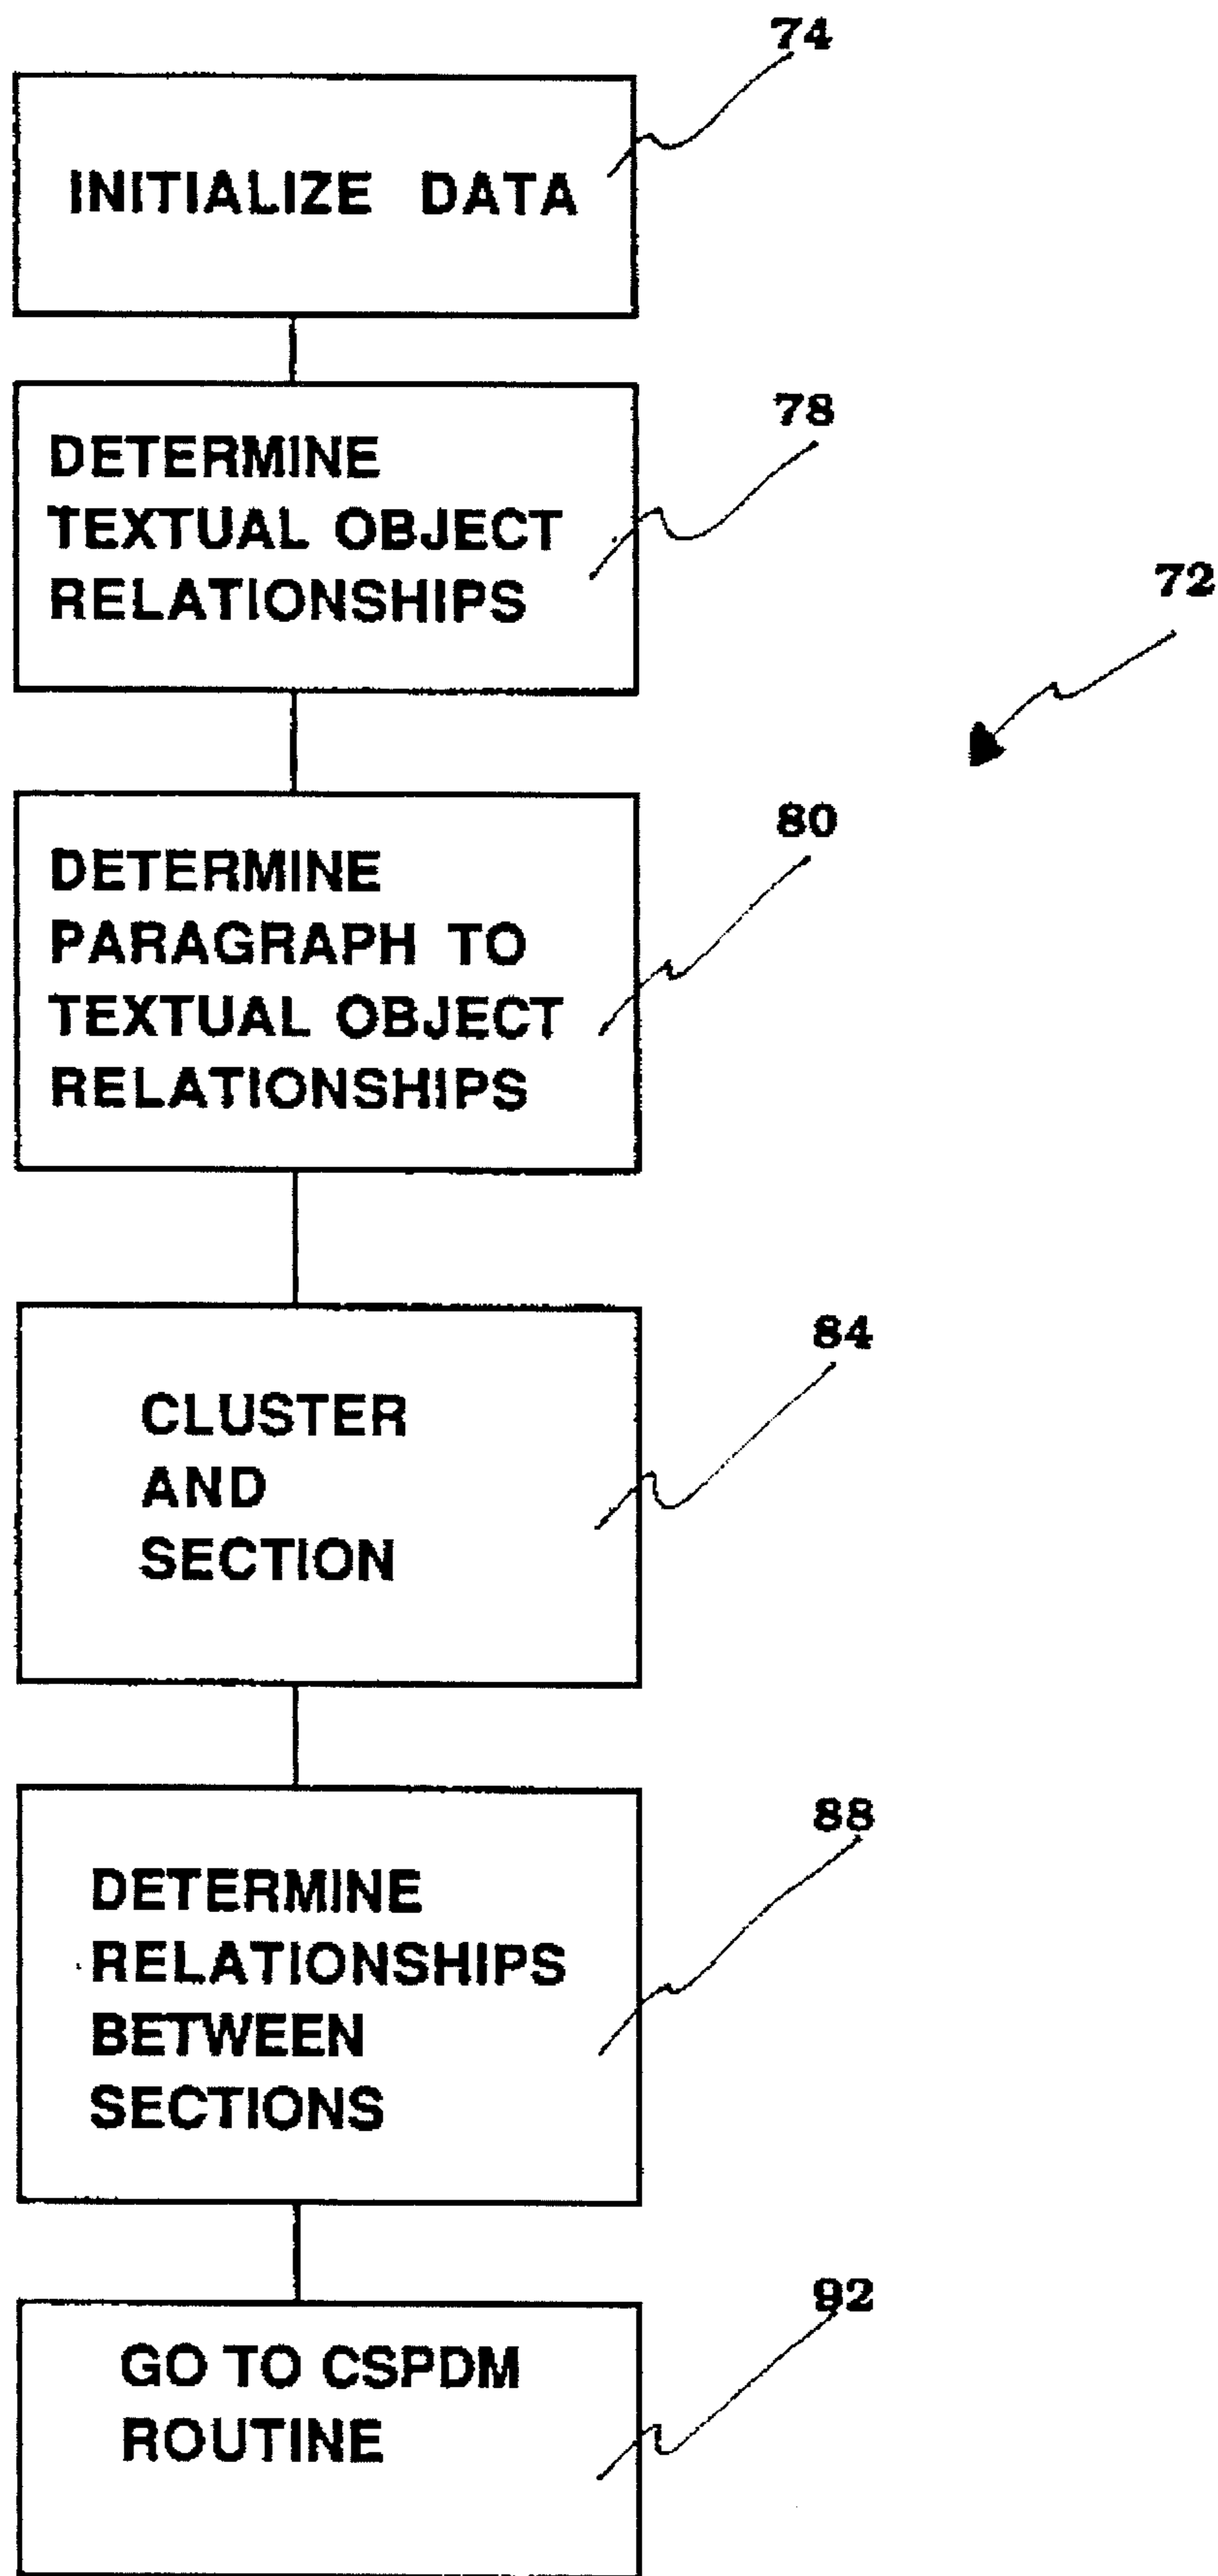 74
INITIALIZE DATA
78
DETERMINE
TEXTUAL OBJECT
RELATIONSHIPS
72
80
DETERMINE
PARAGRAPH TO
TEXTUAL OBJECT
RELATIONSHIPS
84
CLUSTER
AND
SECTION
88
DETERMINE
RELATIONSHIPS
BETWEEN
SECTIONS
92
GO TO CSPDM
ROUTINE